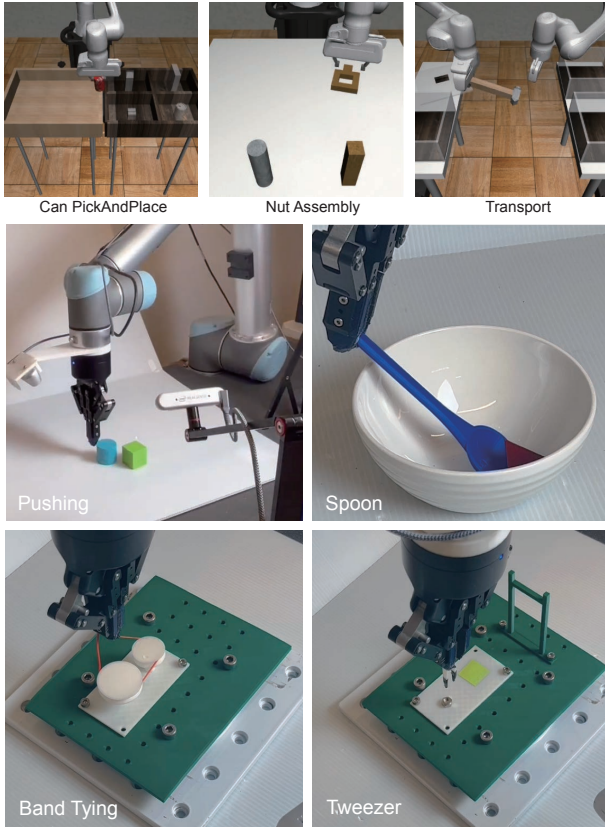 Can PickAndPlace
Nut Assembly
Transport
Pushing
Spoon
Band Tying
Tweezer